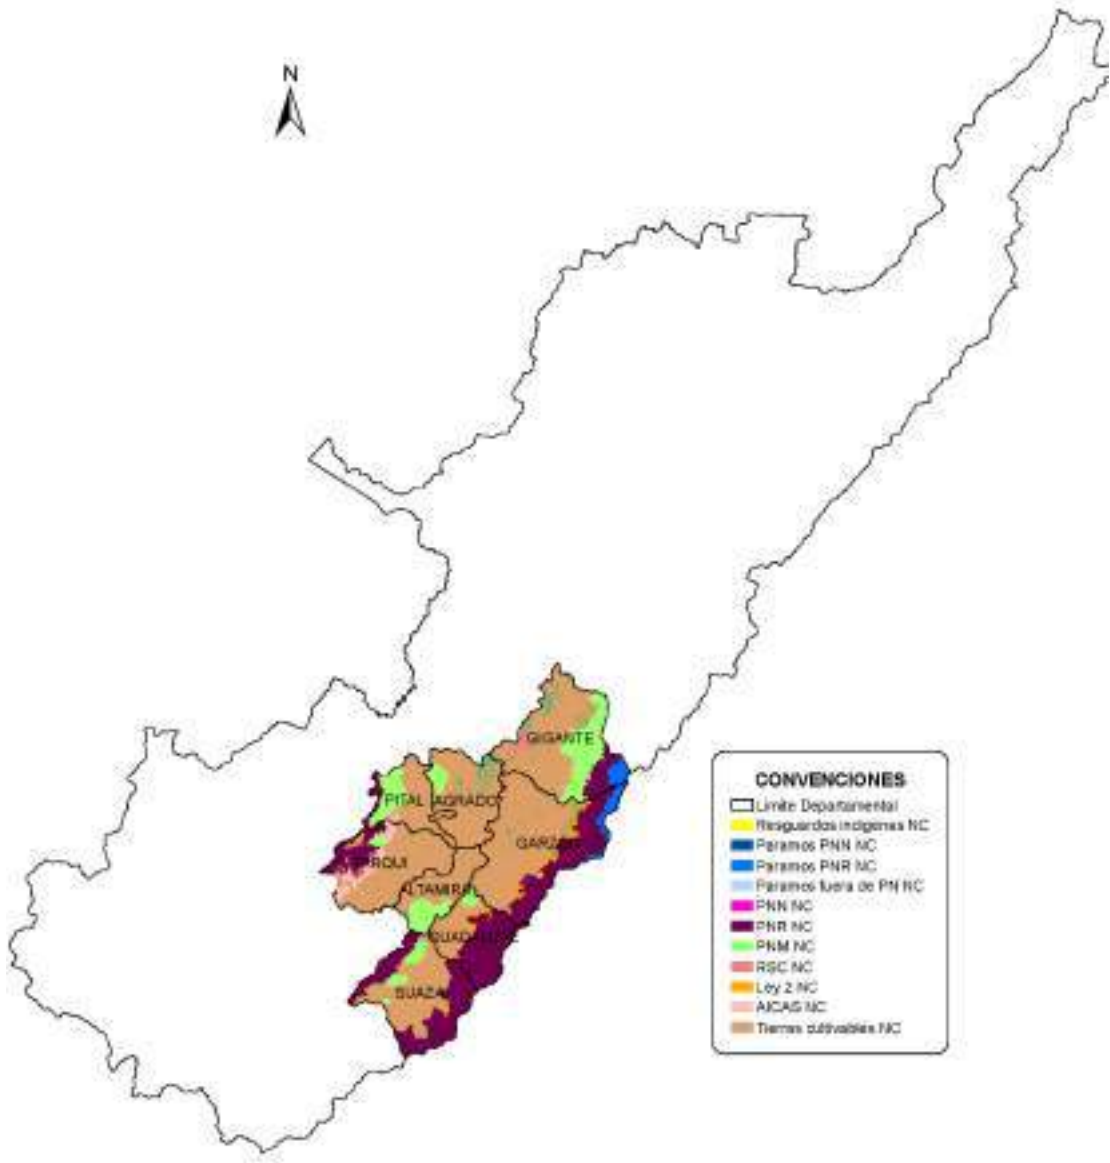 N
GIGANTE
PITAL
AGRADO
ALTAMIRA
SUAZA
CONVENCIONES
Limite Departamental
Resguardos indigenas NC
Paramos PNN NC
Paramos PNR NC
Paramos fuera de PN NC
PNN NC
PNR NC
PNM NC
RSC NC
Ley 2 NC
AICAS NC
Tierras cultivables NC